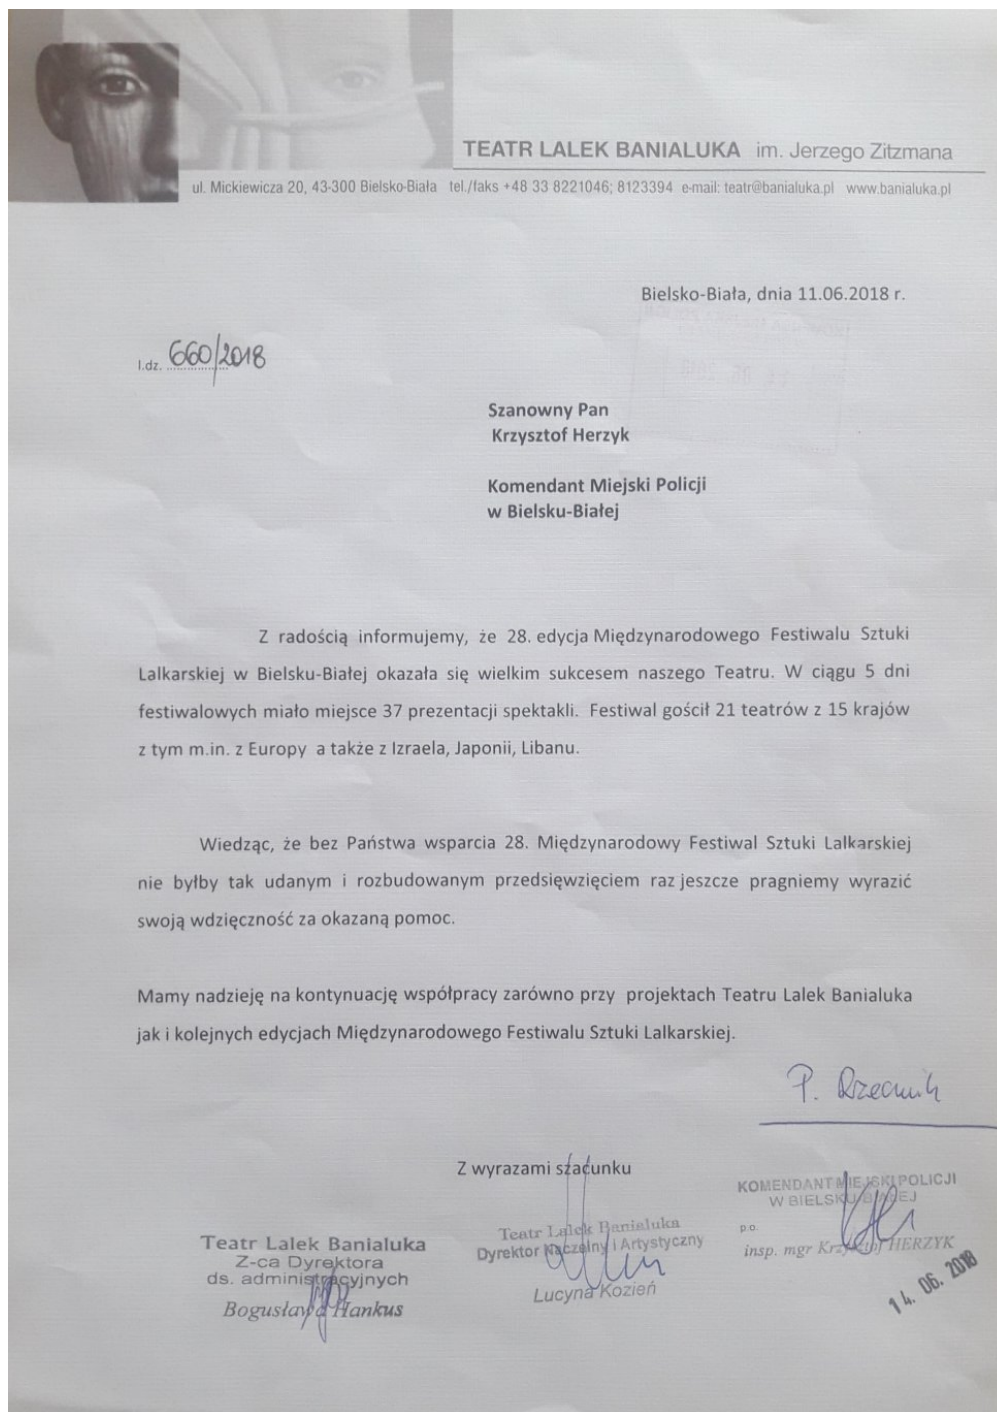 TEATR LALEK BANIALUKA im. Jerzego Zitzmana
ul. Mickiewicza 20, 43-300 Bielsko-Biała tel./faks +48 33 8221046; 8123394 e-mail: teatr@banialuka.pl www.banialuka.pl
Bielsko-Biała, dnia 11.06.2018 r.
l.dz. 660/2018
Szanowny Pan
Krzysztof Herzyk
Komendant Miejski Policji
w Bielsku-Białej
Z radością informujemy, że 28. edycja Międzynarodowego Festiwalu Sztuki
Lalkarskiej w Bielsku-Białej okazała się wielkim sukcesem naszego Teatru. W ciągu 5 dni
festiwalowych miało miejsce 37 prezentacji spektakli. Festiwal gościł 21 teatrów z 15 krajów
z tym m.in. z Europy a także z Izraela, Japonii, Libanu.
Wiedząc, że bez Państwa wsparcia 28. Międzynarodowy Festiwal Sztuki Lalkarskiej
nie byłby tak udanym i rozbudowanym przedsięwzięciem raz jeszcze pragniemy wyrazić
swoją wdzięczność za okazaną pomoc.
Mamy nadzieję na kontynuację współpracy zarówno przy projektach Teatru Lalek Banialuka
jak i kolejnych edycjach Międzynarodowego Festiwalu Sztuki Lalkarskiej.
P. Rzecznik
Z wyrazami szacunku
KOMENDANT MIEJSKI POLICJI
W BIELSKU-BIAŁEJ
p.o.
insp. mgr Krzysztof HERZYK
14. 06. 2018
Teatr Lalek Banialuka
Dyrektor Naczelny i Artystyczny
Lucyna Kozień
Teatr Lalek Banialuka
Z-ca Dyrektora
ds. administracyjnych
Bogusława Hankus